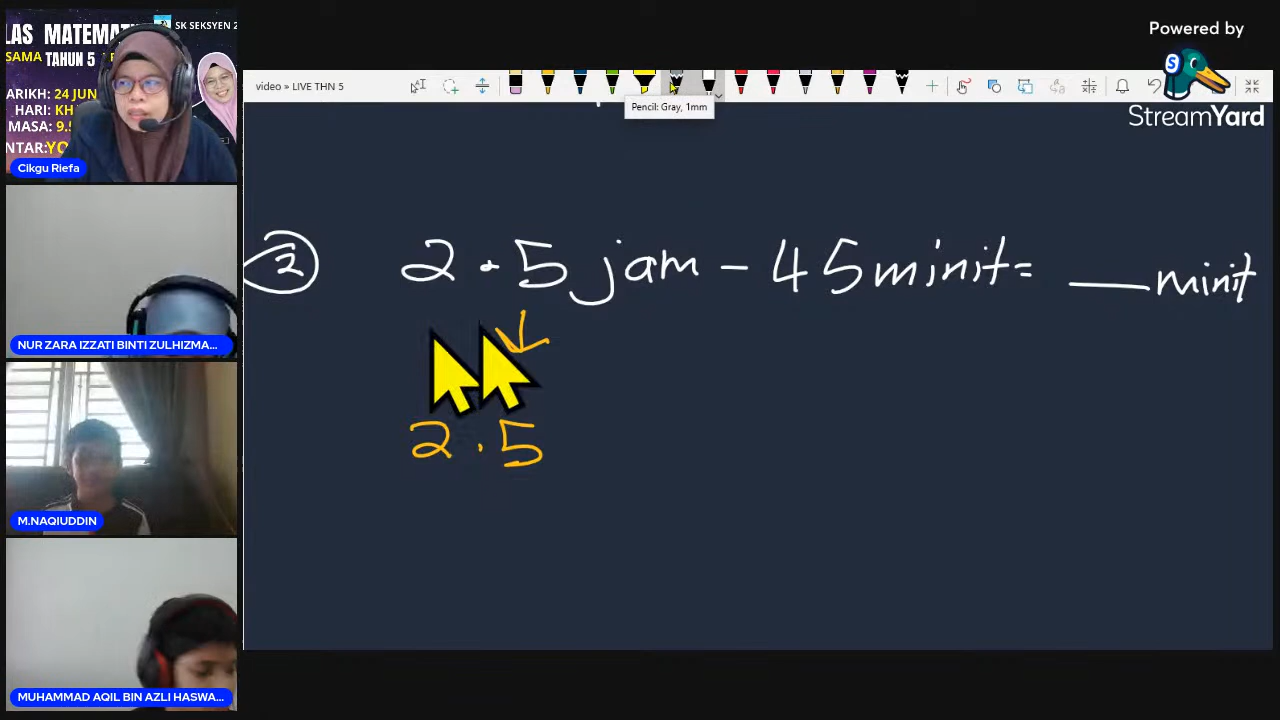 LAS MATEMAT
SK SEKSYEN 2
SAMA TAHUN 5
ARIKH: 24 JUN
HARI: KH
MASA: 9.
NTAR:YO
Cikgu Riefa
NUR ZARA IZZATI BINTI ZULHIZMA...
M.NAQIUDDIN
MUHAMMAD AQIL BIN AZLI HASWA...
Powered by
StreamYard
video » LIVE THN 5
Pencil: Gray, 1mm
2 2.5 jam - 45 minit = ___ minit
2.5